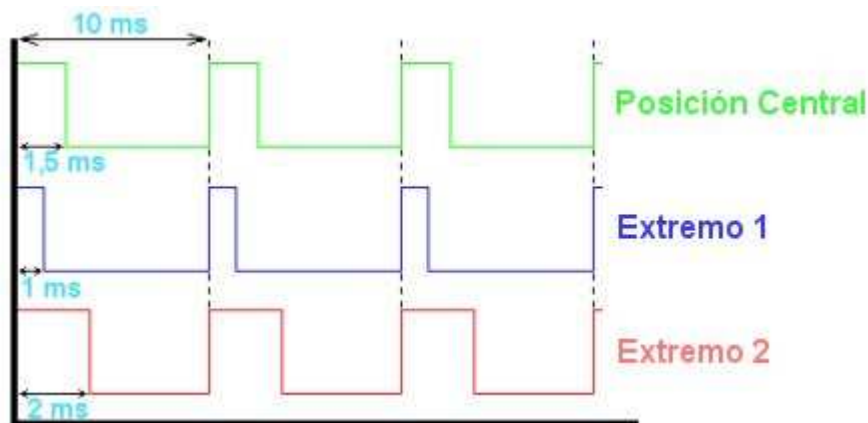 10 ms
Posición Central
1,5 ms
Extremo 1
1 ms
Extremo 2
2 ms